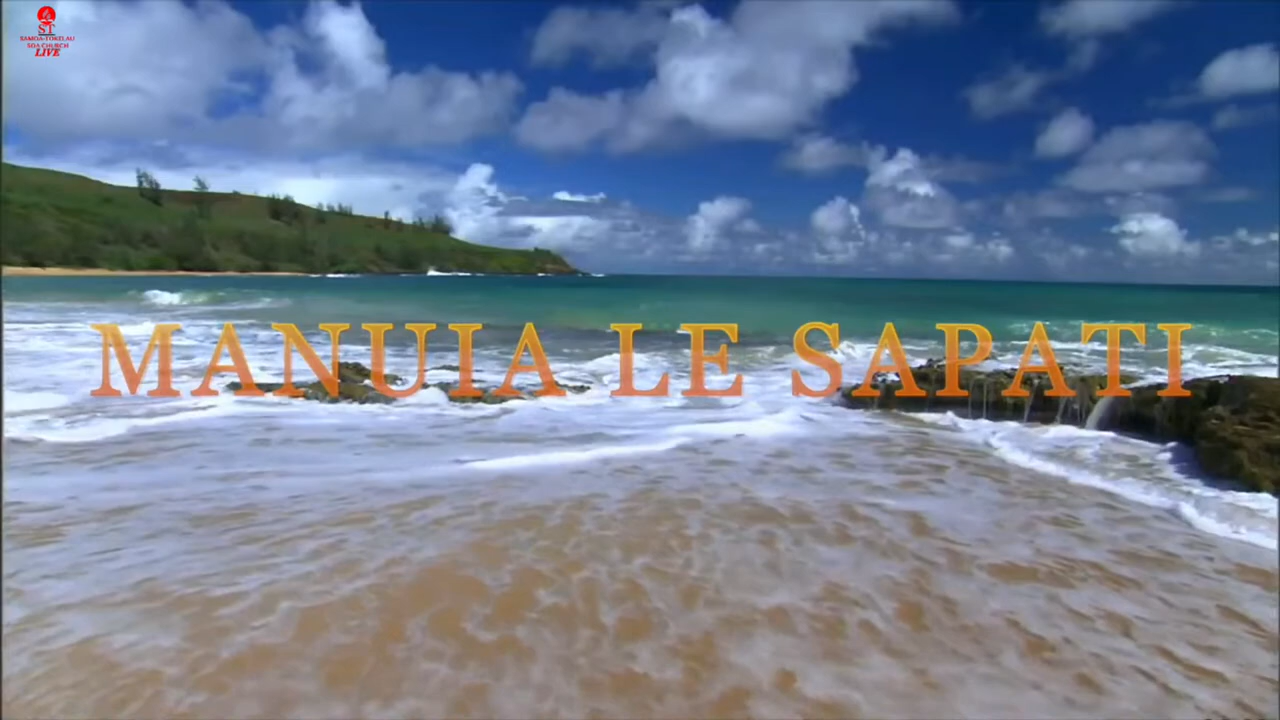 ST
SAMOA-TOKELAU
SDA CHURCH
LIVE
MANUIA LE SAPATI